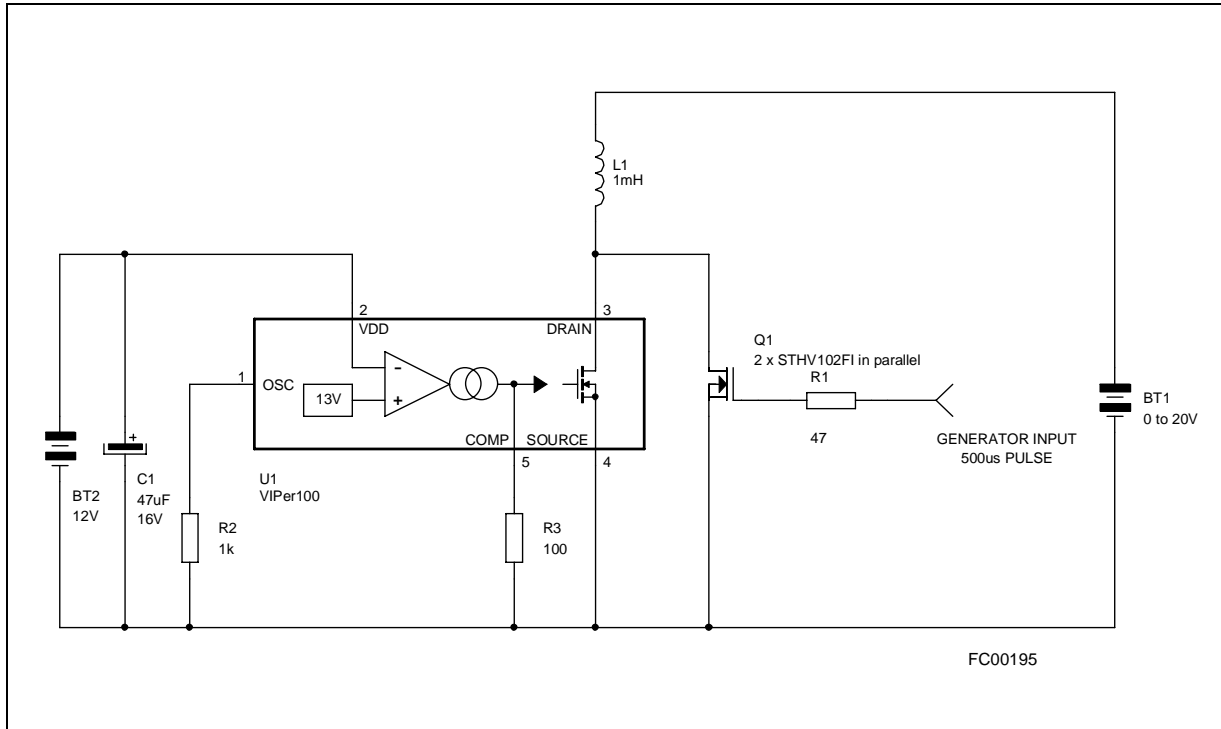 L1
1mH
2
VDD
3
DRAIN
1
OSC
13V
-
+
COMP
SOURCE
5
4
U1
VIPer100
Q1
2 x STHV102FI in parallel
R1
47
GENERATOR INPUT
500us PULSE
BT1
0 to 20V
BT2
12V
+
C1
47uF
16V
R2
1k
R3
100
FC00195